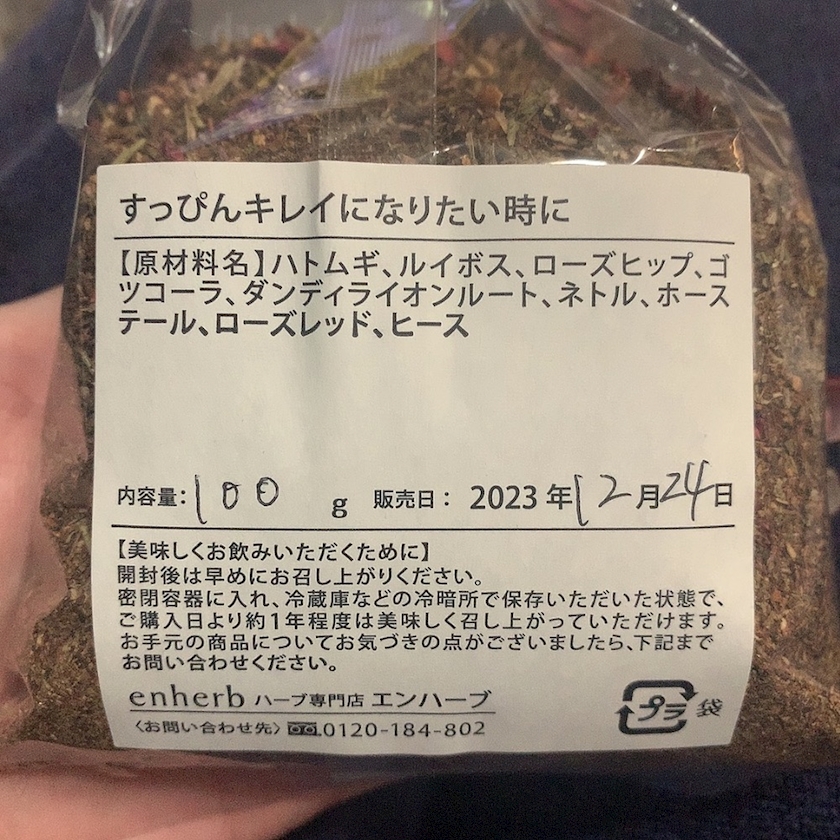 すっぴんキレイになりたい時に
【原材料名】ハトムギ、ルイボス、ローズヒップ、ゴ
ツコーラ、ダンディライオンルート、ネトル、ホース
テール、ローズレッド、ヒース
内容量：100 g 販売日：2023年12月24日
【美味しくお飲みいただくために】
開封後は早めにお召し上がりください。
密閉容器に入れ、冷蔵庫などの冷暗所で保存いただいた状態で、
ご購入日より約1年程度は美味しく召し上がっていただけます。
お手元の商品についてお気づきの点がございましたら、下記まで
お問い合わせください。
enherb ハーブ専門店 エンハーブ
〈お問い合わせ先〉0120-184-802
プラ 袋